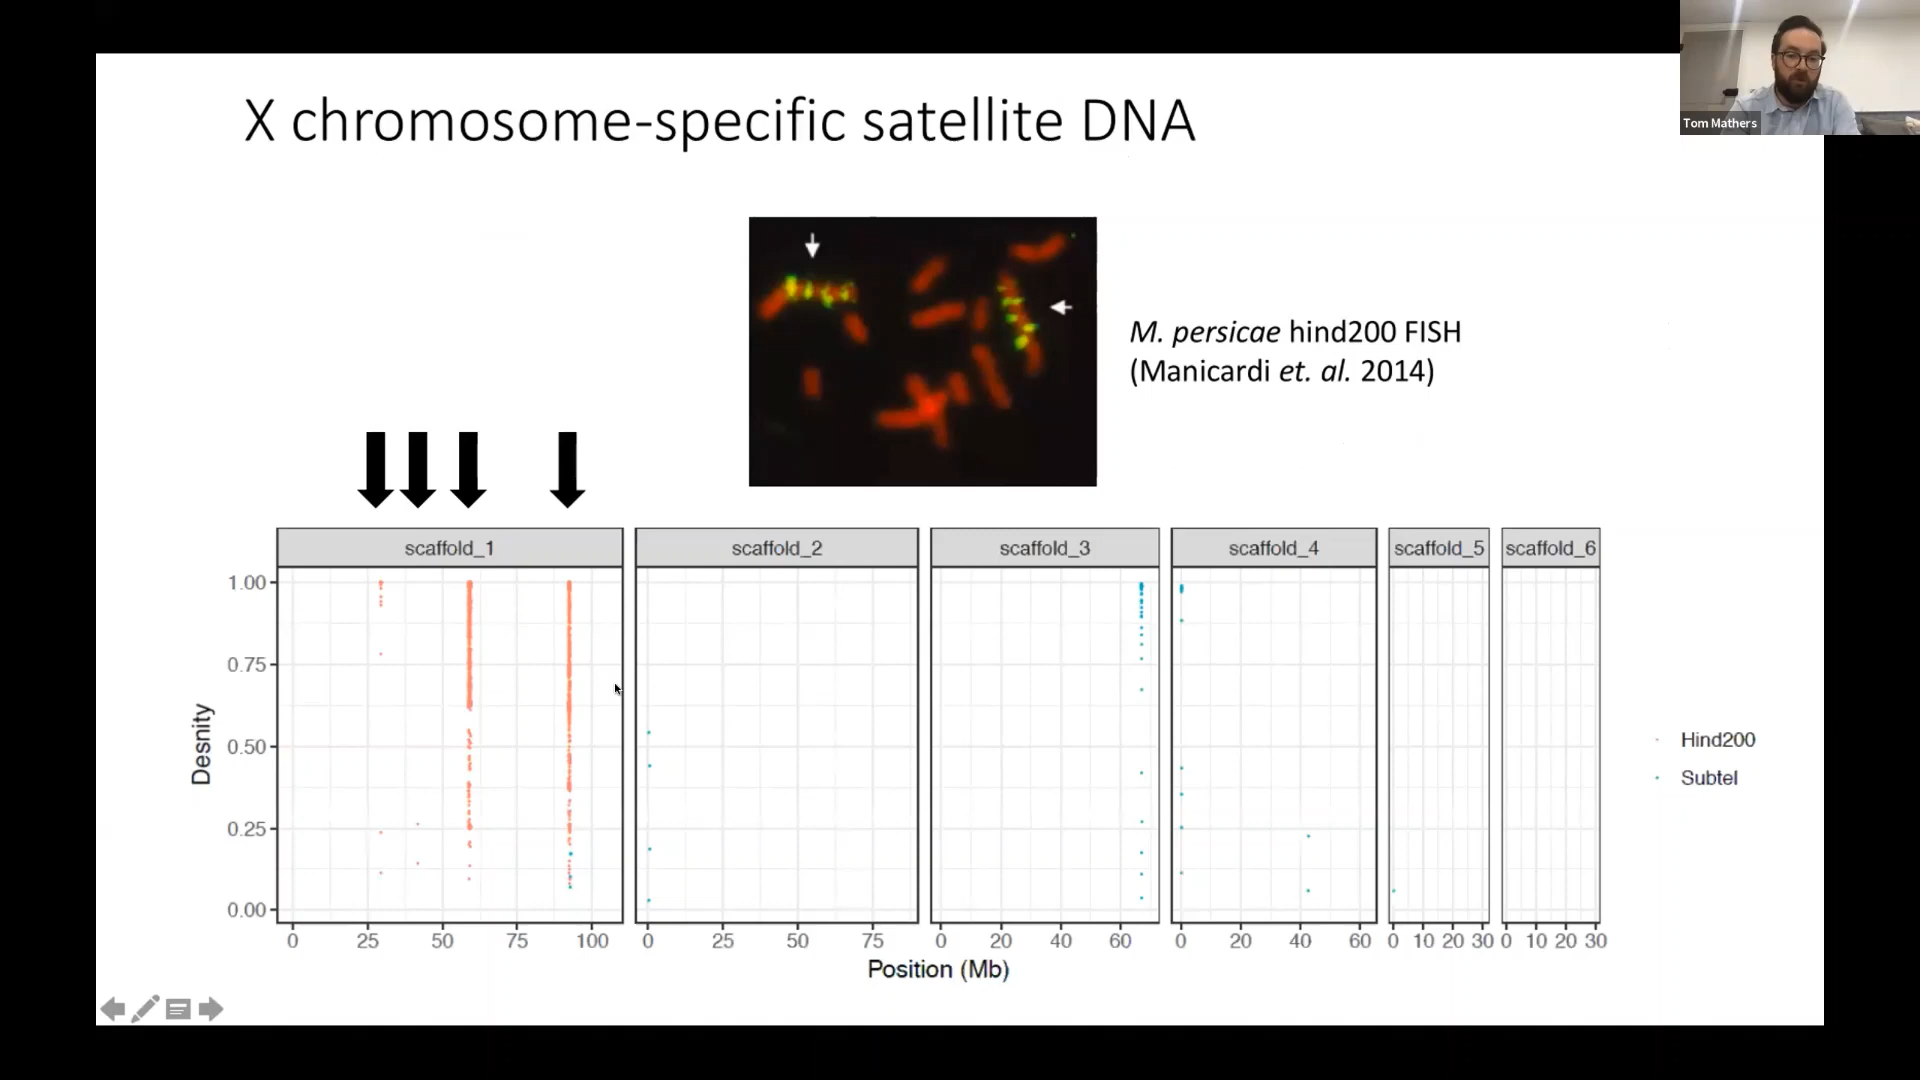 X chromosome-specific satellite DNA
Tom Mathers
M. persicae hind200 FISH
(Manicardi et. al. 2014)
scaffold_1 scaffold_2 scaffold_3 scaffold_4 scaffold_5 scaffold_6
1.00
0.75
0.50
0.25
0.00
Desnity
0 25 50 75 100 0 25 50 75 0 20 40 60 0 20 40 60 0 10 20 30 0 10 20 30
Position (Mb)
Hind200
Subtel